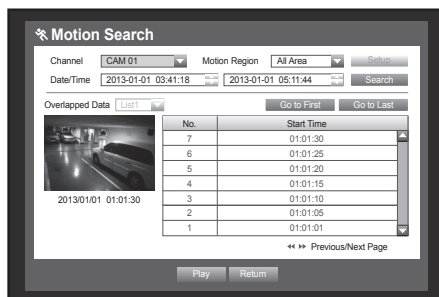 Motion Search
Channel CAM 01 Motion Region All Area Setup
Date/Time 2013-01-01 03:41:18 2013-01-01 05:11:44 Search
Overlapped Data List1 Go to First Go to Last
No. Start Time
7 01:01:30
6 01:01:25
5 01:01:20
4 01:01:15
3 01:01:10
2 01:01:05
1 01:01:01
2013/01/01 01:01:30
Previous/Next Page
Play Return